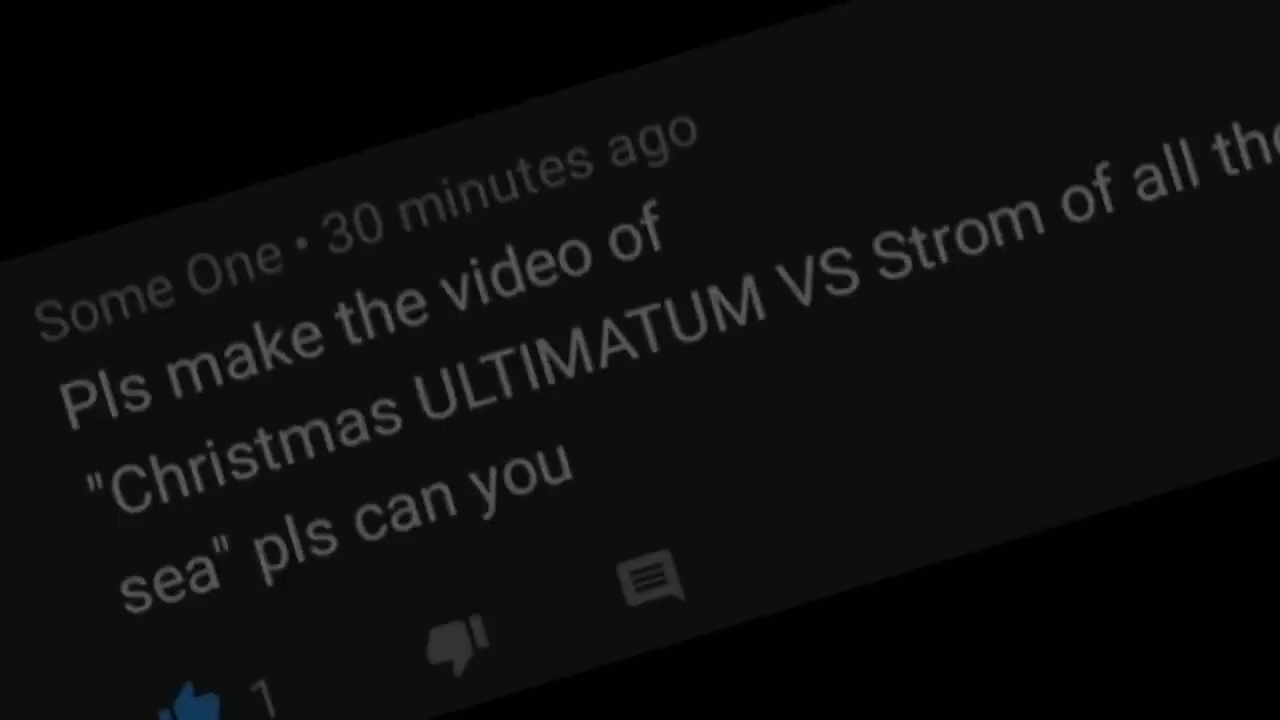 Some One • 30 minutes ago
Pls make the video of
"Christmas ULTIMATUM VS Strom of all the
sea" pls can you
1